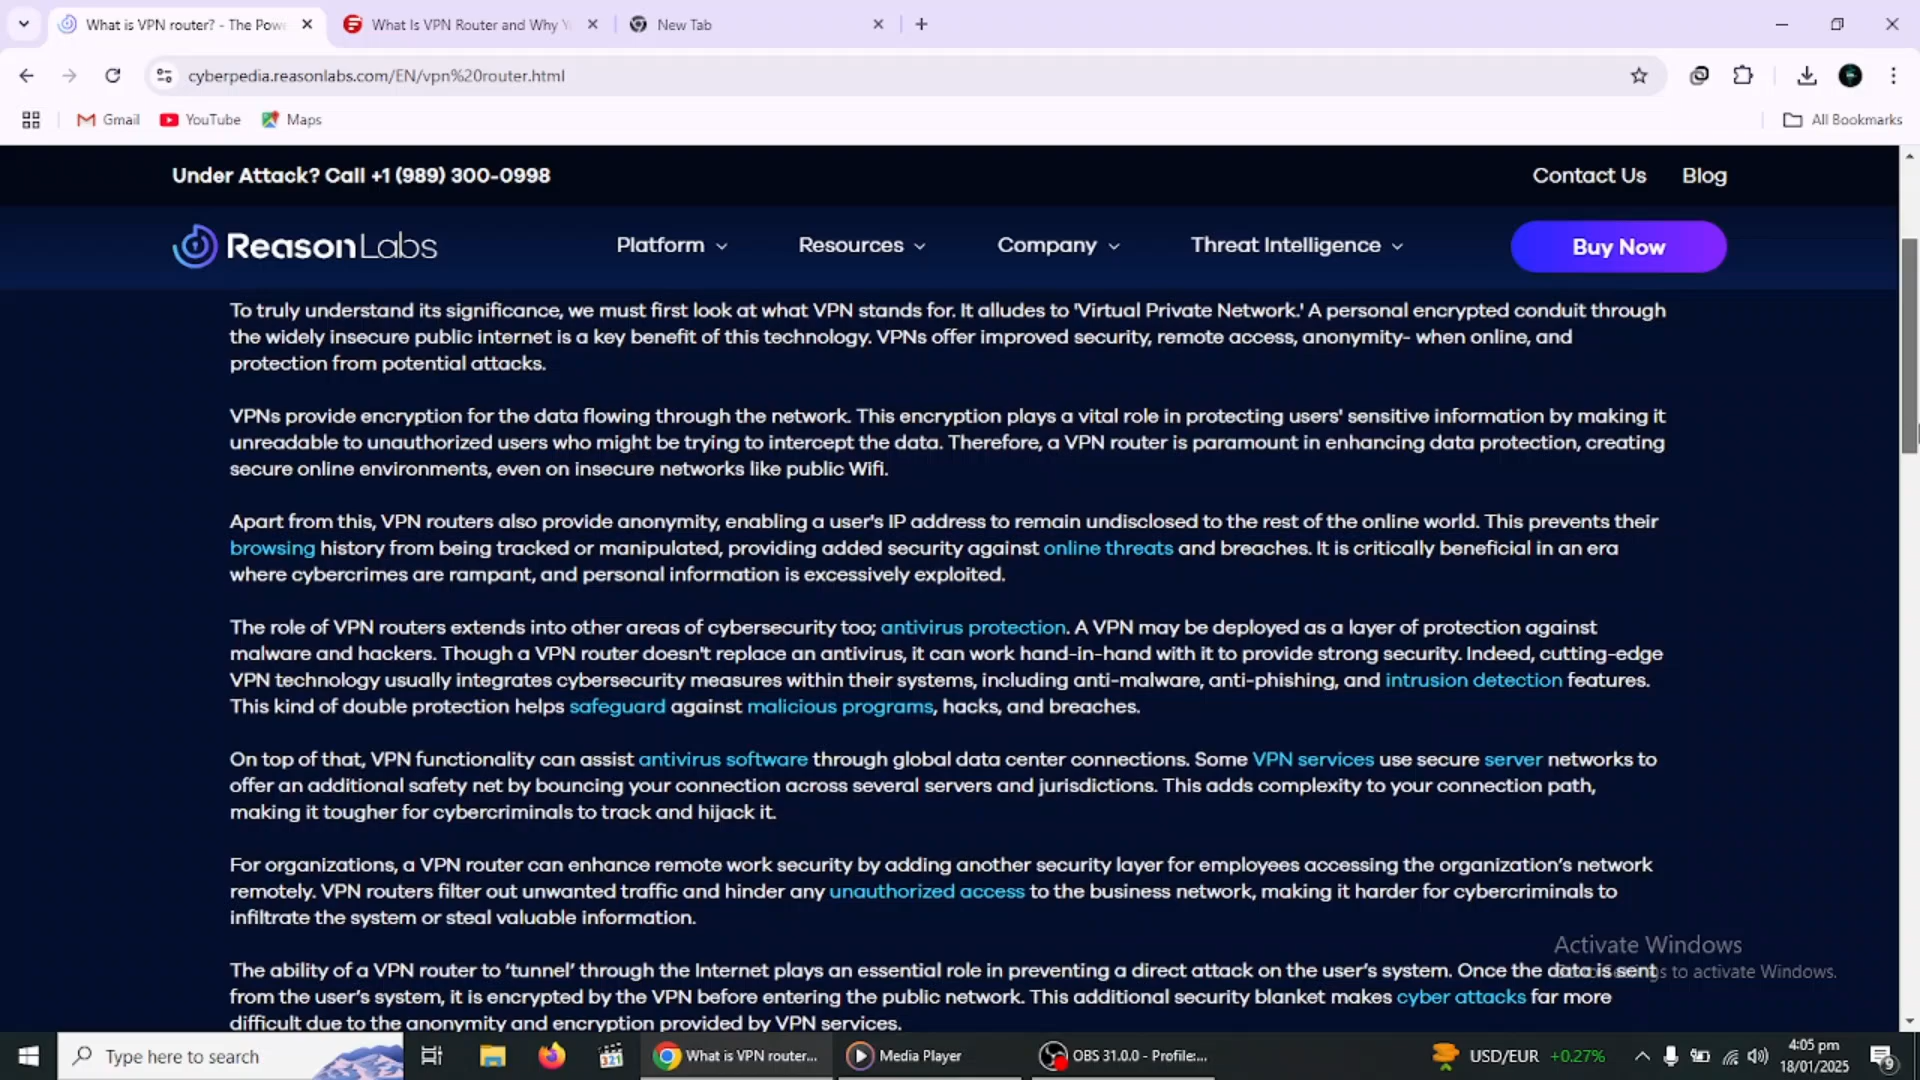 What is VPN router? - The Powe
What Is VPN Router and Why Y
New Tab
cyberpedia.reasonlabs.com/EN/vpn%20router.html
Gmail
YouTube
Maps
All Bookmarks
Under Attack? Call +1 (989) 300-0998
Contact Us
Blog
ReasonLabs
Platform
Resources
Company
Threat Intelligence
Buy Now
To truly understand its significance, we must first look at what VPN stands for. It alludes to 'Virtual Private Network.' A personal encrypted conduit through
the widely insecure public internet is a key benefit of this technology. VPNs offer improved security, remote access, anonymity- when online, and
protection from potential attacks.
VPNs provide encryption for the data flowing through the network. This encryption plays a vital role in protecting users' sensitive information by making it
unreadable to unauthorized users who might be trying to intercept the data. Therefore, a VPN router is paramount in enhancing data protection, creating
secure online environments, even on insecure networks like public Wifi.
Apart from this, VPN routers also provide anonymity, enabling a user's IP address to remain undisclosed to the rest of the online world. This prevents their
browsing history from being tracked or manipulated, providing added security against online threats and breaches. It is critically beneficial in an era
where cybercrimes are rampant, and personal information is excessively exploited.
The role of VPN routers extends into other areas of cybersecurity too; antivirus protection. A VPN may be deployed as a layer of protection against
malware and hackers. Though a VPN router doesn't replace an antivirus, it can work hand-in-hand with it to provide strong security. Indeed, cutting-edge
VPN technology usually integrates cybersecurity measures within their systems, including anti-malware, anti-phishing, and intrusion detection features.
This kind of double protection helps safeguard against malicious programs, hacks, and breaches.
On top of that, VPN functionality can assist antivirus software through global data center connections. Some VPN services use secure server networks to
offer an additional safety net by bouncing your connection across several servers and jurisdictions. This adds complexity to your connection path,
making it tougher for cybercriminals to track and hijack it.
For organizations, a VPN router can enhance remote work security by adding another security layer for employees accessing the organization's network
remotely. VPN routers filter out unwanted traffic and hinder any unauthorized access to the business network, making it harder for cybercriminals to
infiltrate the system or steal valuable information.
Activate Windows
The ability of a VPN router to 'tunnel' through the Internet plays an essential role in preventing a direct attack on the user's system. Once the data is sent
to activate Windows.
from the user's system, it is encrypted by the VPN before entering the public network. This additional security blanket makes cyber attacks far more
difficult due to the anonymity and encryption provided by VPN services.
Type here to search
321
What is VPN router...
Media Player
OBS 31.0.0 - Profile:...
USD/EUR +0.27%
4:05 pm
18/01/2025
9